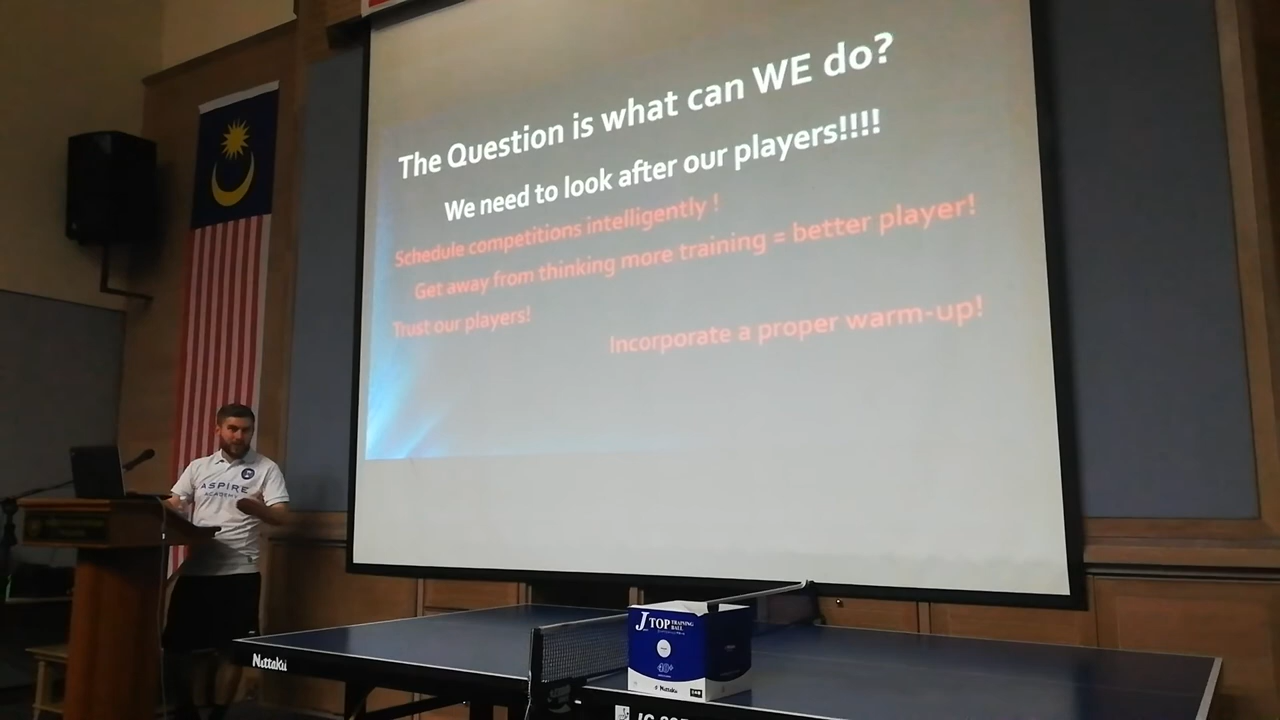 The Question is what can WE do?
We need to look after our players!!!!
Schedule competitions intelligently !
Get away from thinking more training = better player!
Trust our players!
Incorporate a proper warm-up!
ASPIRE
ACADEMY
J TOP TRAINING
BALL
40+
Nittaku
Nittaku